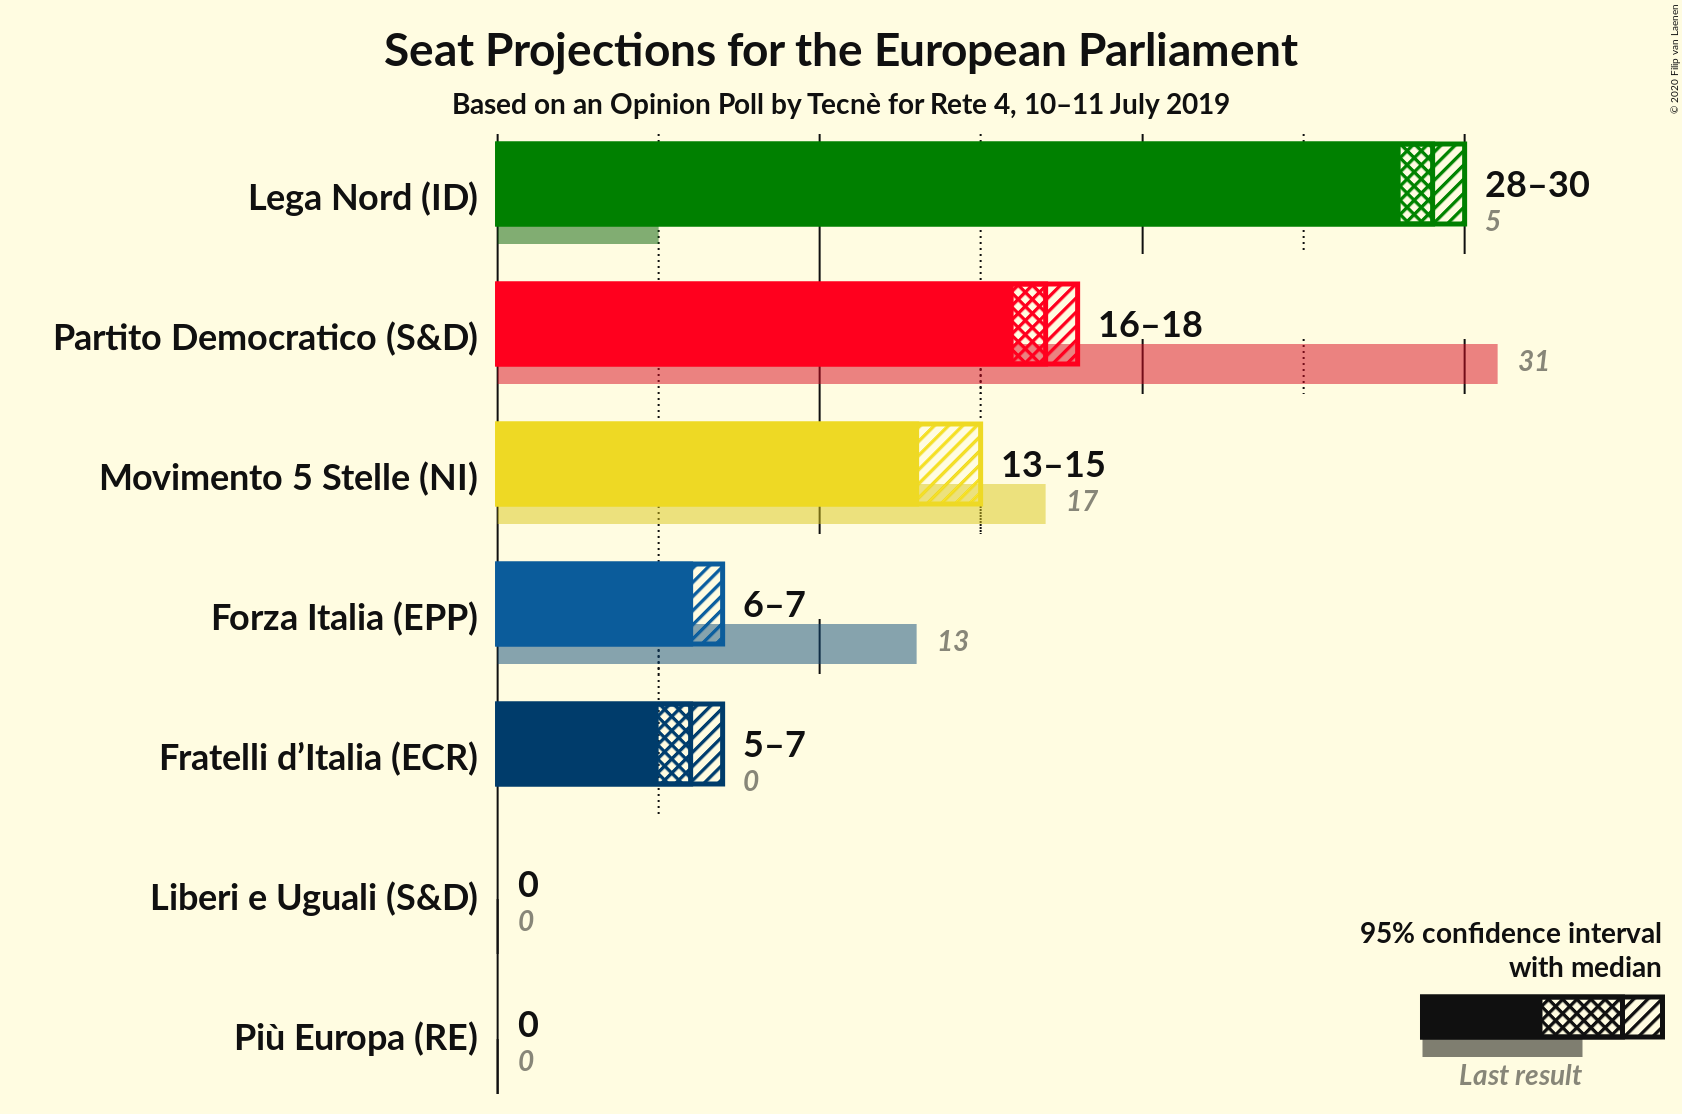 Seat Projections for the European Parliament
Based on an Opinion Poll by Tecnè for Rete 4, 10–11 July 2019
© 2020 Filip van Laenen
Lega Nord (ID)
28–30
5
Partito Democratico (S&D)
16–18
31
Movimento 5 Stelle (NI)
13–15
17
Forza Italia (EPP)
6–7
13
Fratelli d’Italia (ECR)
5–7
0
Liberi e Uguali (S&D)
0
0
Più Europa (RE)
0
0
95% confidence interval
with median
Last result